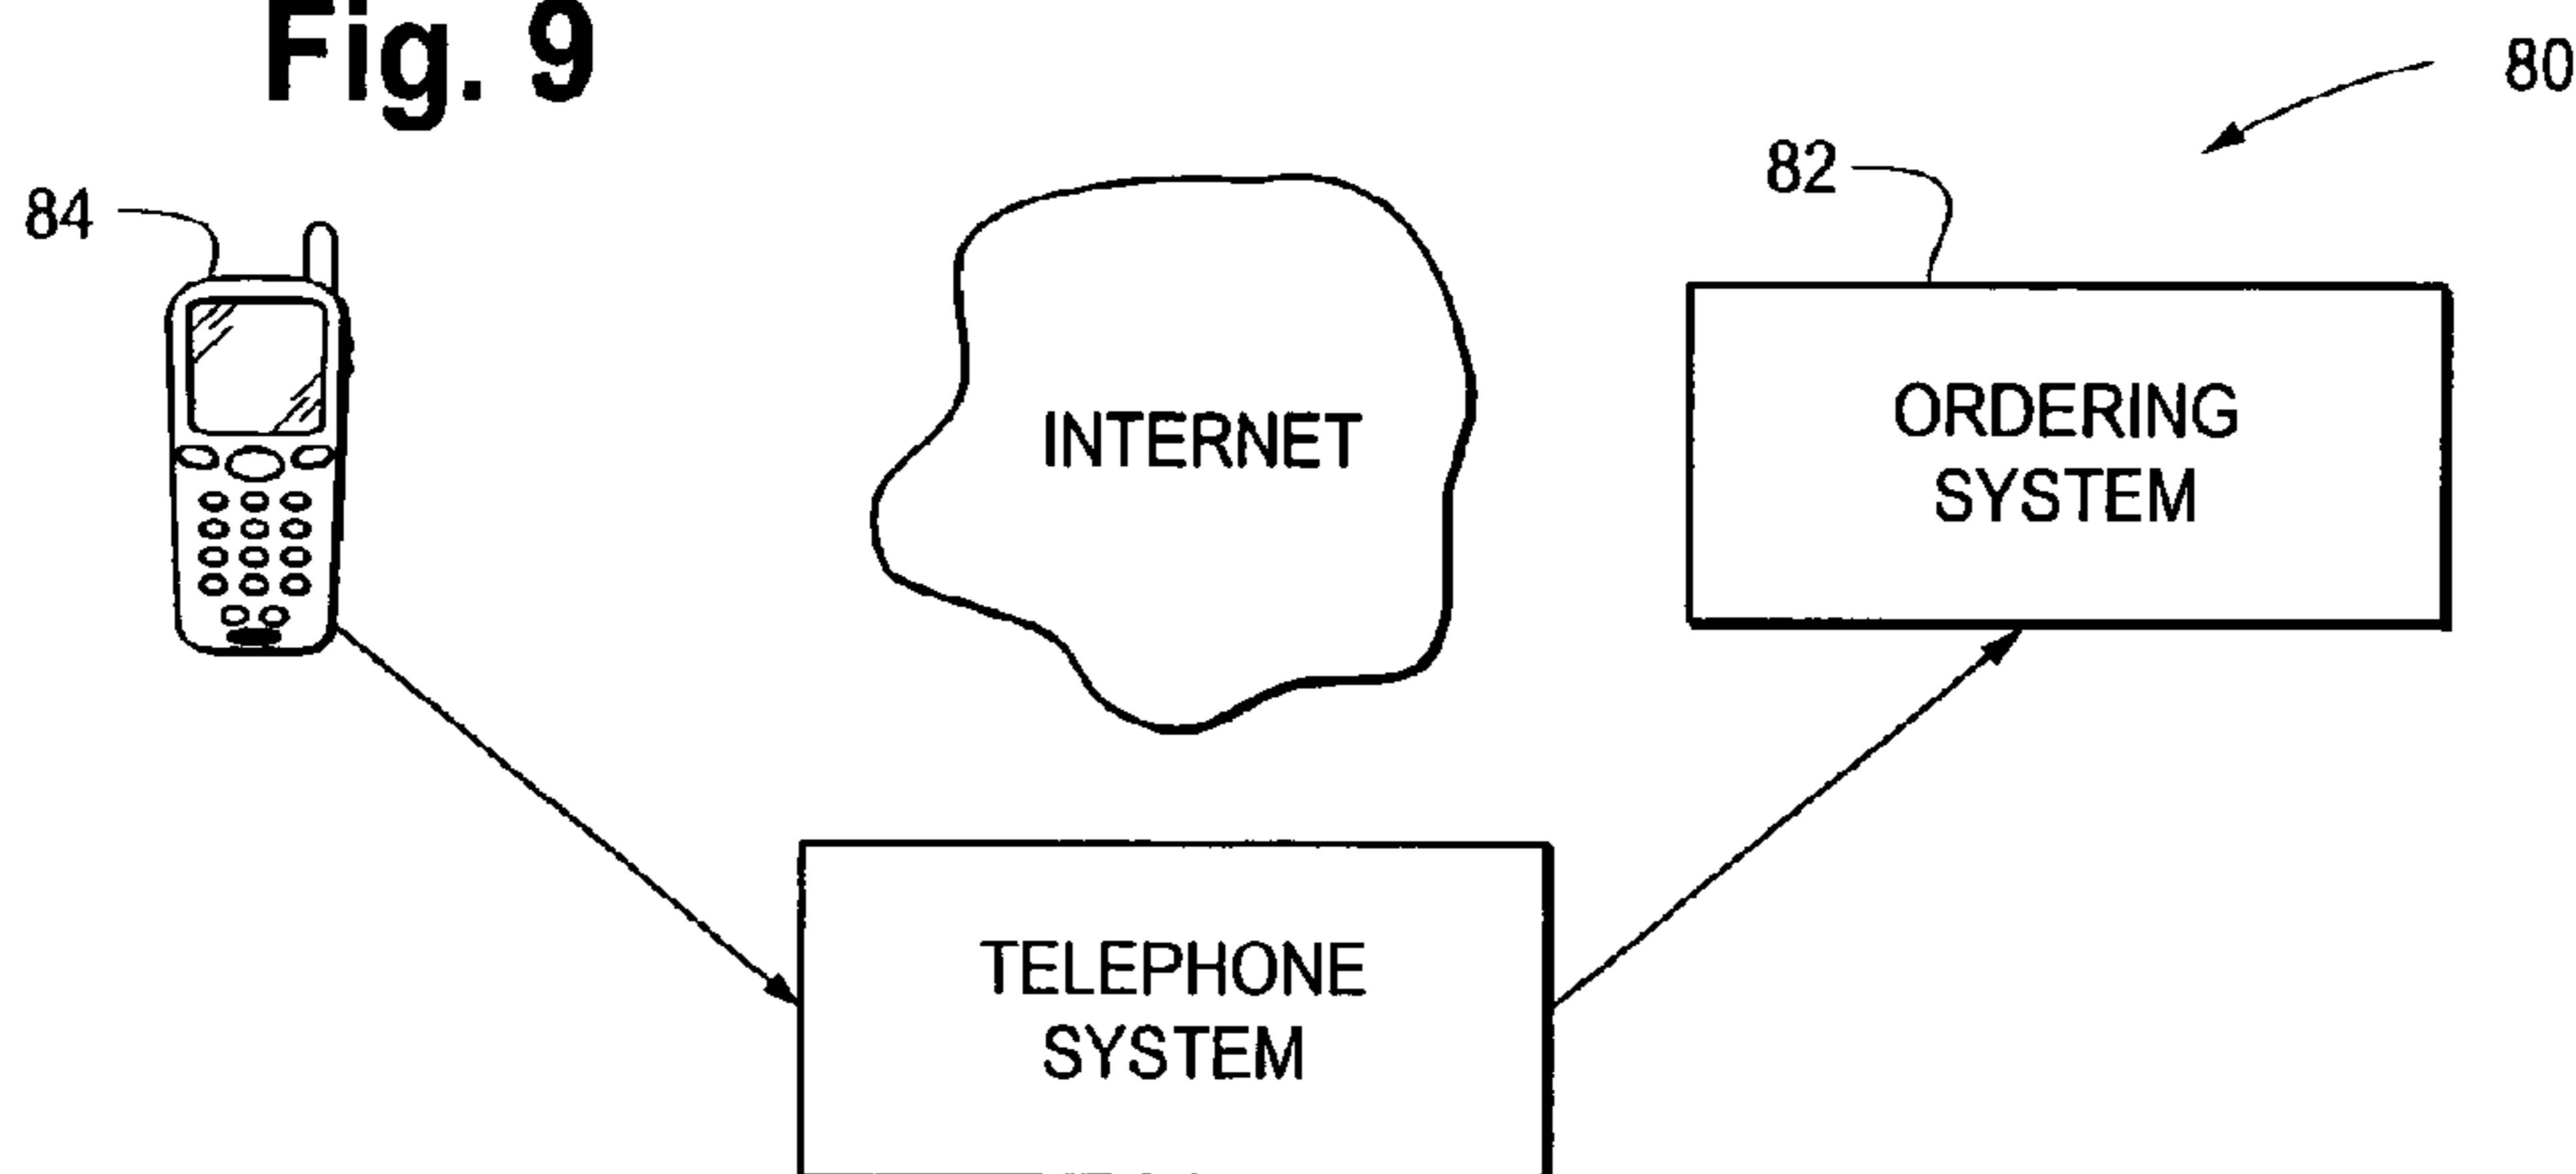 Fig. 9
80
82
84
INTERNET
ORDERING
SYSTEM
TELEPHONE
SYSTEM